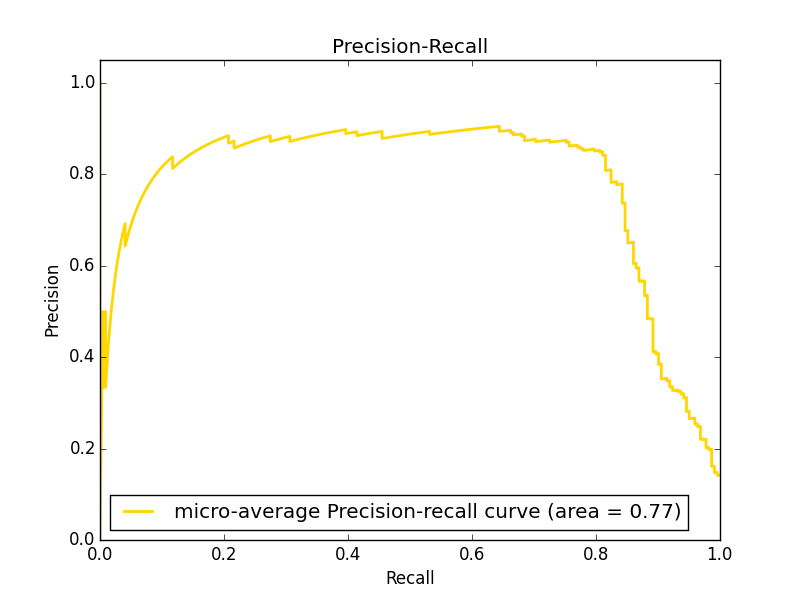 Precision-Recall
1.0
0.8
0.6
0.4
0.2
0.0
Precision
0.0 0.2 0.4 0.6 0.8 1.0
Recall
micro-average Precision-recall curve (area = 0.77)